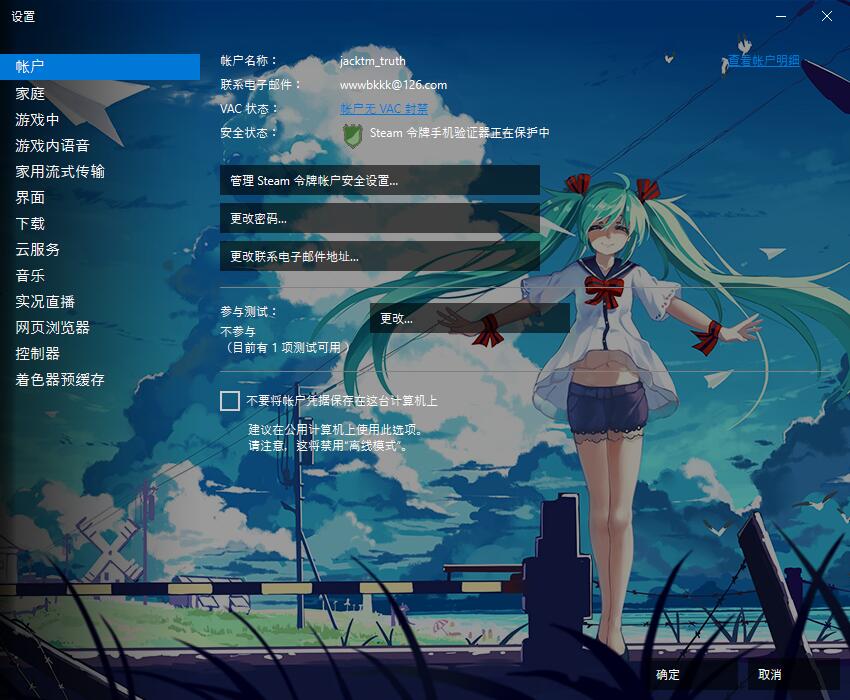 设置
帐户
家庭
游戏中
游戏内语音
家用流式传输
界面
下载
云服务
音乐
实况直播
网页浏览器
控制器
着色器预缓存
帐户名称： jacktm_truth 查看帐户明细
联系电子邮件： wwwbkkk@126.com
VAC 状态： 帐户无 VAC 封禁
安全状态： Steam 令牌手机验证器正在保护中
管理 Steam 令牌帐户安全设置...
更改密码...
更改联系电子邮件地址...
参与测试： 更改...
不参与
（目前有 1 项测试可用 ）
不要将帐户凭据保存在这台计算机上
建议在公用计算机上使用此选项。
请注意，这将禁用“离线模式”。
确定 取消